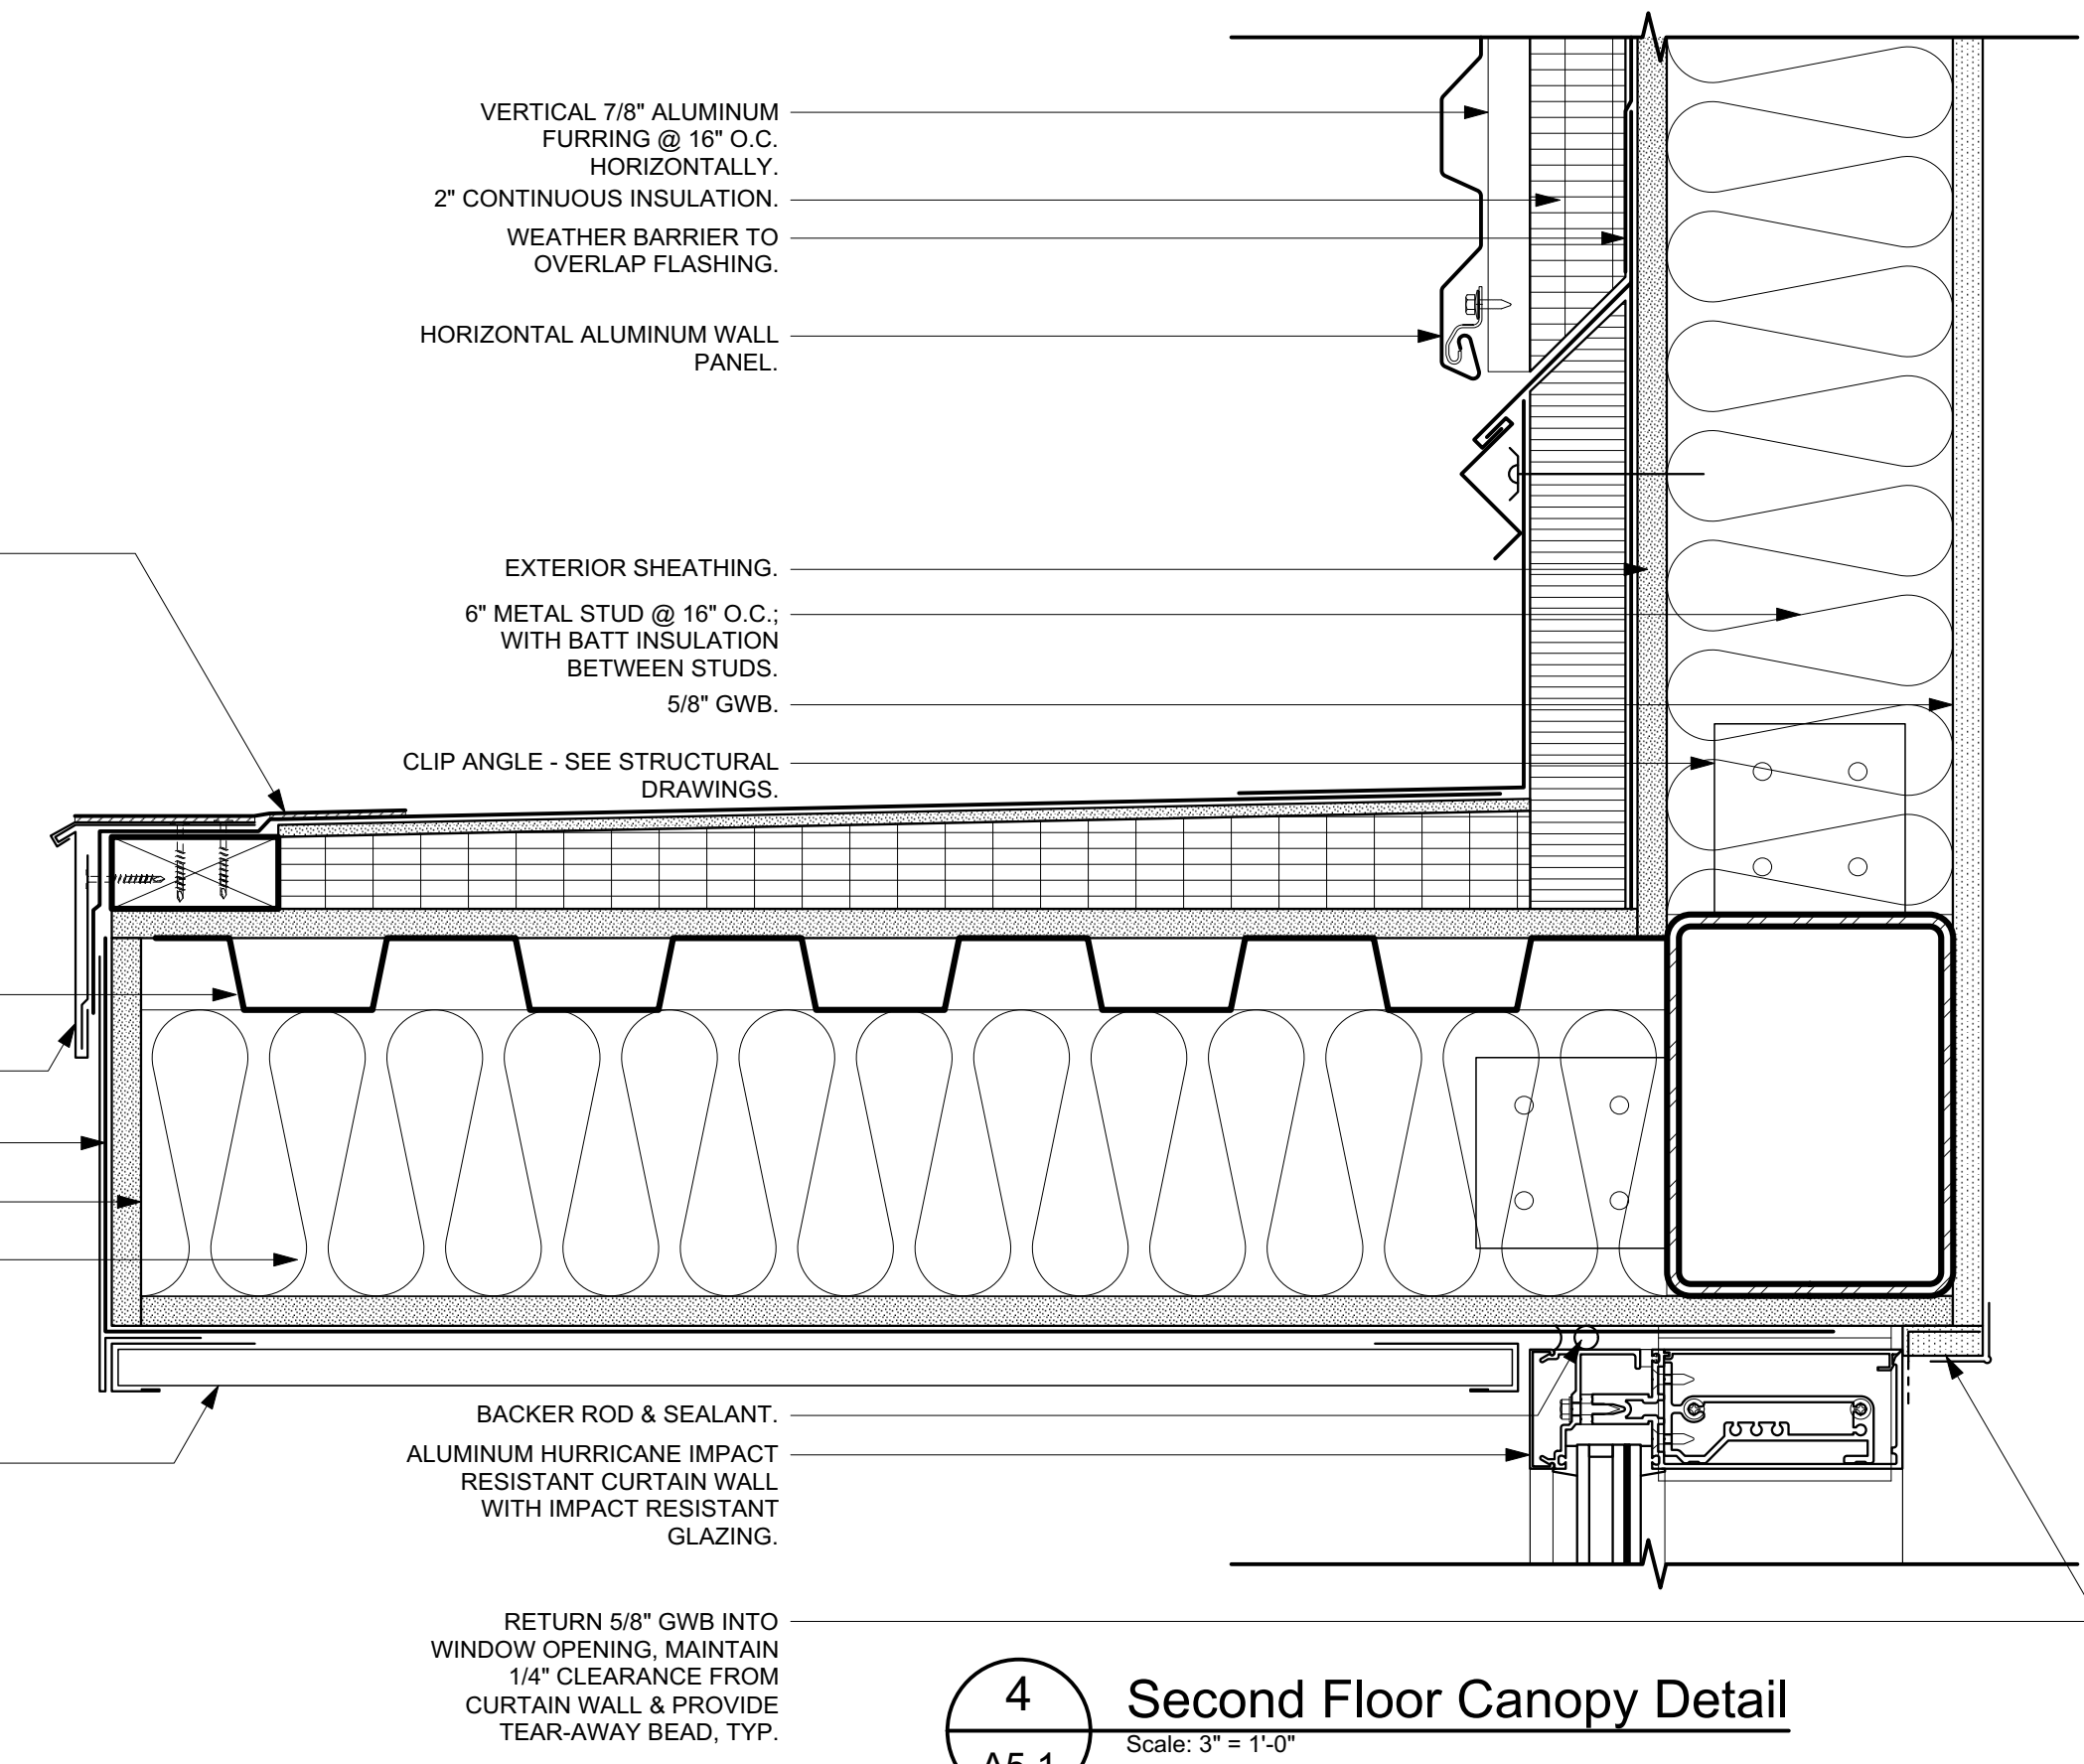 VERTICAL 7/8" ALUMINUM
FURRING @ 16" O.C.
HORIZONTALLY.
2" CONTINUOUS INSULATION.
WEATHER BARRIER TO
OVERLAP FLASHING.
HORIZONTAL ALUMINUM WALL
PANEL.
EXTERIOR SHEATHING.
6" METAL STUD @ 16" O.C.;
WITH BATT INSULATION
BETWEEN STUDS.
5/8" GWB.
CLIP ANGLE - SEE STRUCTURAL
DRAWINGS.
BACKER ROD & SEALANT.
ALUMINUM HURRICANE IMPACT
RESISTANT CURTAIN WALL
WITH IMPACT RESISTANT
GLAZING.
RETURN 5/8" GWB INTO
WINDOW OPENING, MAINTAIN
1/4" CLEARANCE FROM
CURTAIN WALL & PROVIDE
TEAR-AWAY BEAD, TYP.
4
Second Floor Canopy Detail
Scale: 3" = 1'-0"
A5.1